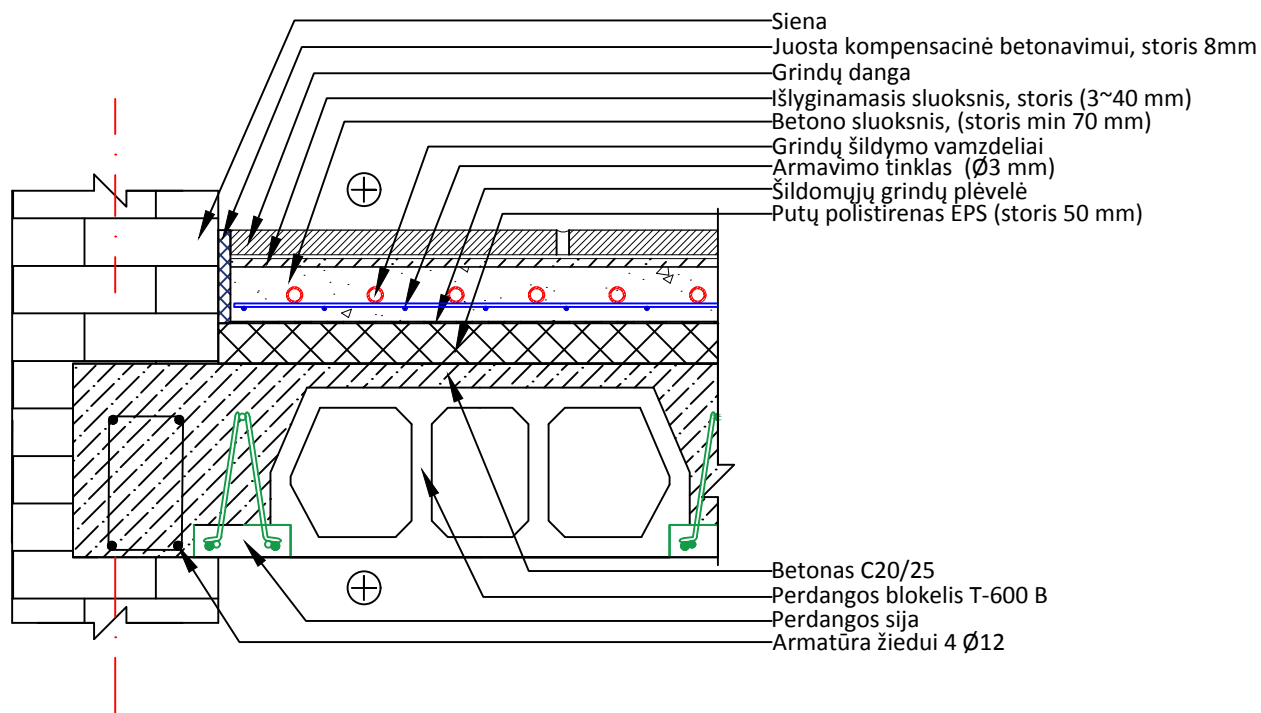 Siena
Juosta kompensacinė betonavimui, storis 8mm
Grindų danga
Išlyginamasis sluoksnis, storis (3~40 mm)
Betono sluoksnis, (storis min 70 mm)
Grindų šildymo vamzdeliai
Armavimo tinklas (Ø3 mm)
Šildomųjų grindų plėvelė
Putų polistirenas EPS (storis 50 mm)
Betonas C20/25
Perdangos blokelis T-600 B
Perdangos sija
Armatūra žiedui 4 Ø12